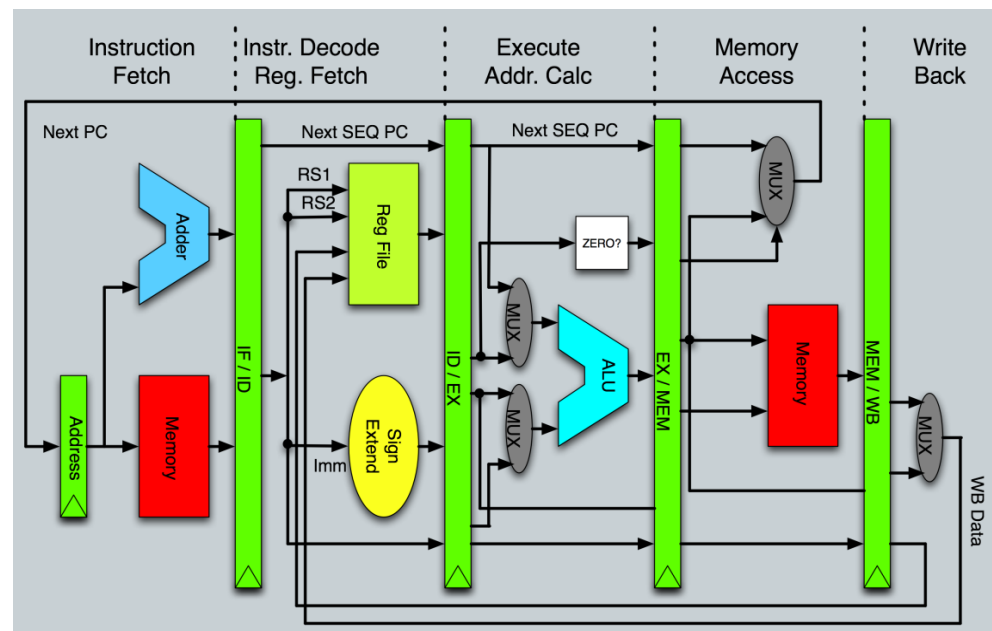 Instruction
Fetch
Instr. Decode
Reg. Fetch
Execute
Addr. Calc
Memory
Access
Write
Back
Next PC
Next SEQ PC
Next SEQ PC
RS1
RS2
Reg File
MUX
Adder
ZERO?
MUX
IF / ID
ID / EX
ALU
EX / MEM
Memory
MEM / WB
Address
Memory
Imm
Sign
Extend
MUX
MUX
WB Data